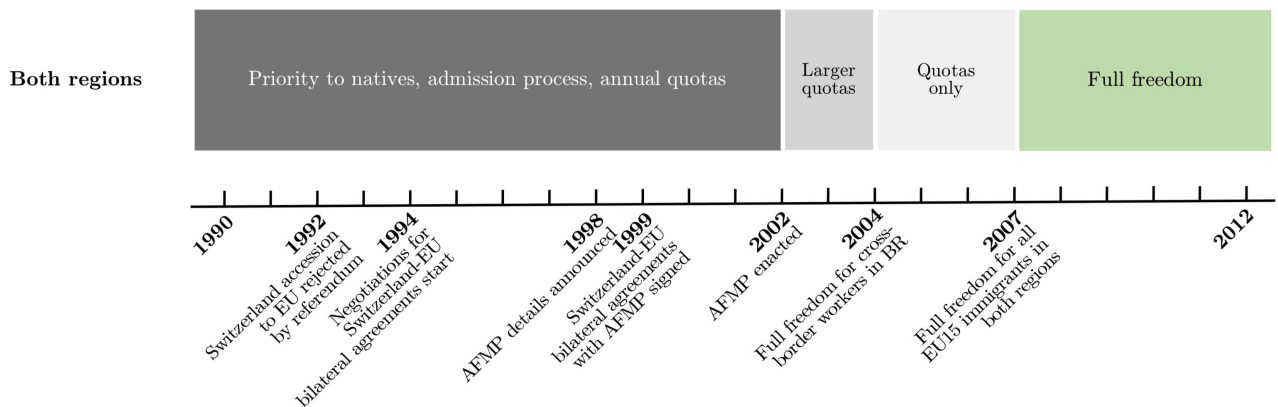 Both regions
Priority to natives, admission process, annual quotas
Larger
quotas
Quotas
only
Full freedom
1990
1992
Switzerland accession
to EU rejected
by referendum
1994
Negotiations for
Switzerland-EU
bilateral agreements start
1998
AFMP details announced
1999
Switzerland-EU
bilateral agreements
with AFMP signed
2002
AFMP enacted
2004
Full freedom for cross-
border workers in BR
2007
Full freedom for all
EU15 immigrants in
both regions
2012